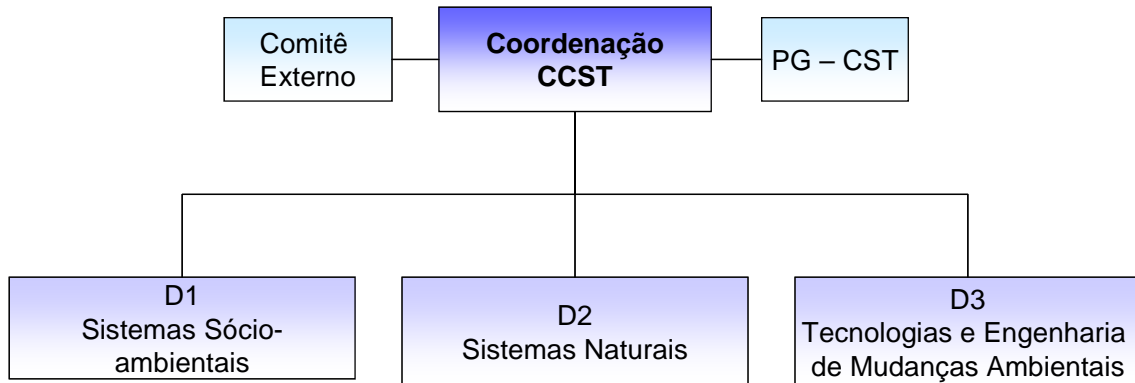 Comitê
Externo
Coordenação
CCST
PG – CST
D1
Sistemas Sócio-
ambientais
D2
Sistemas Naturais
D3
Tecnologias e Engenharia
de Mudanças Ambientais